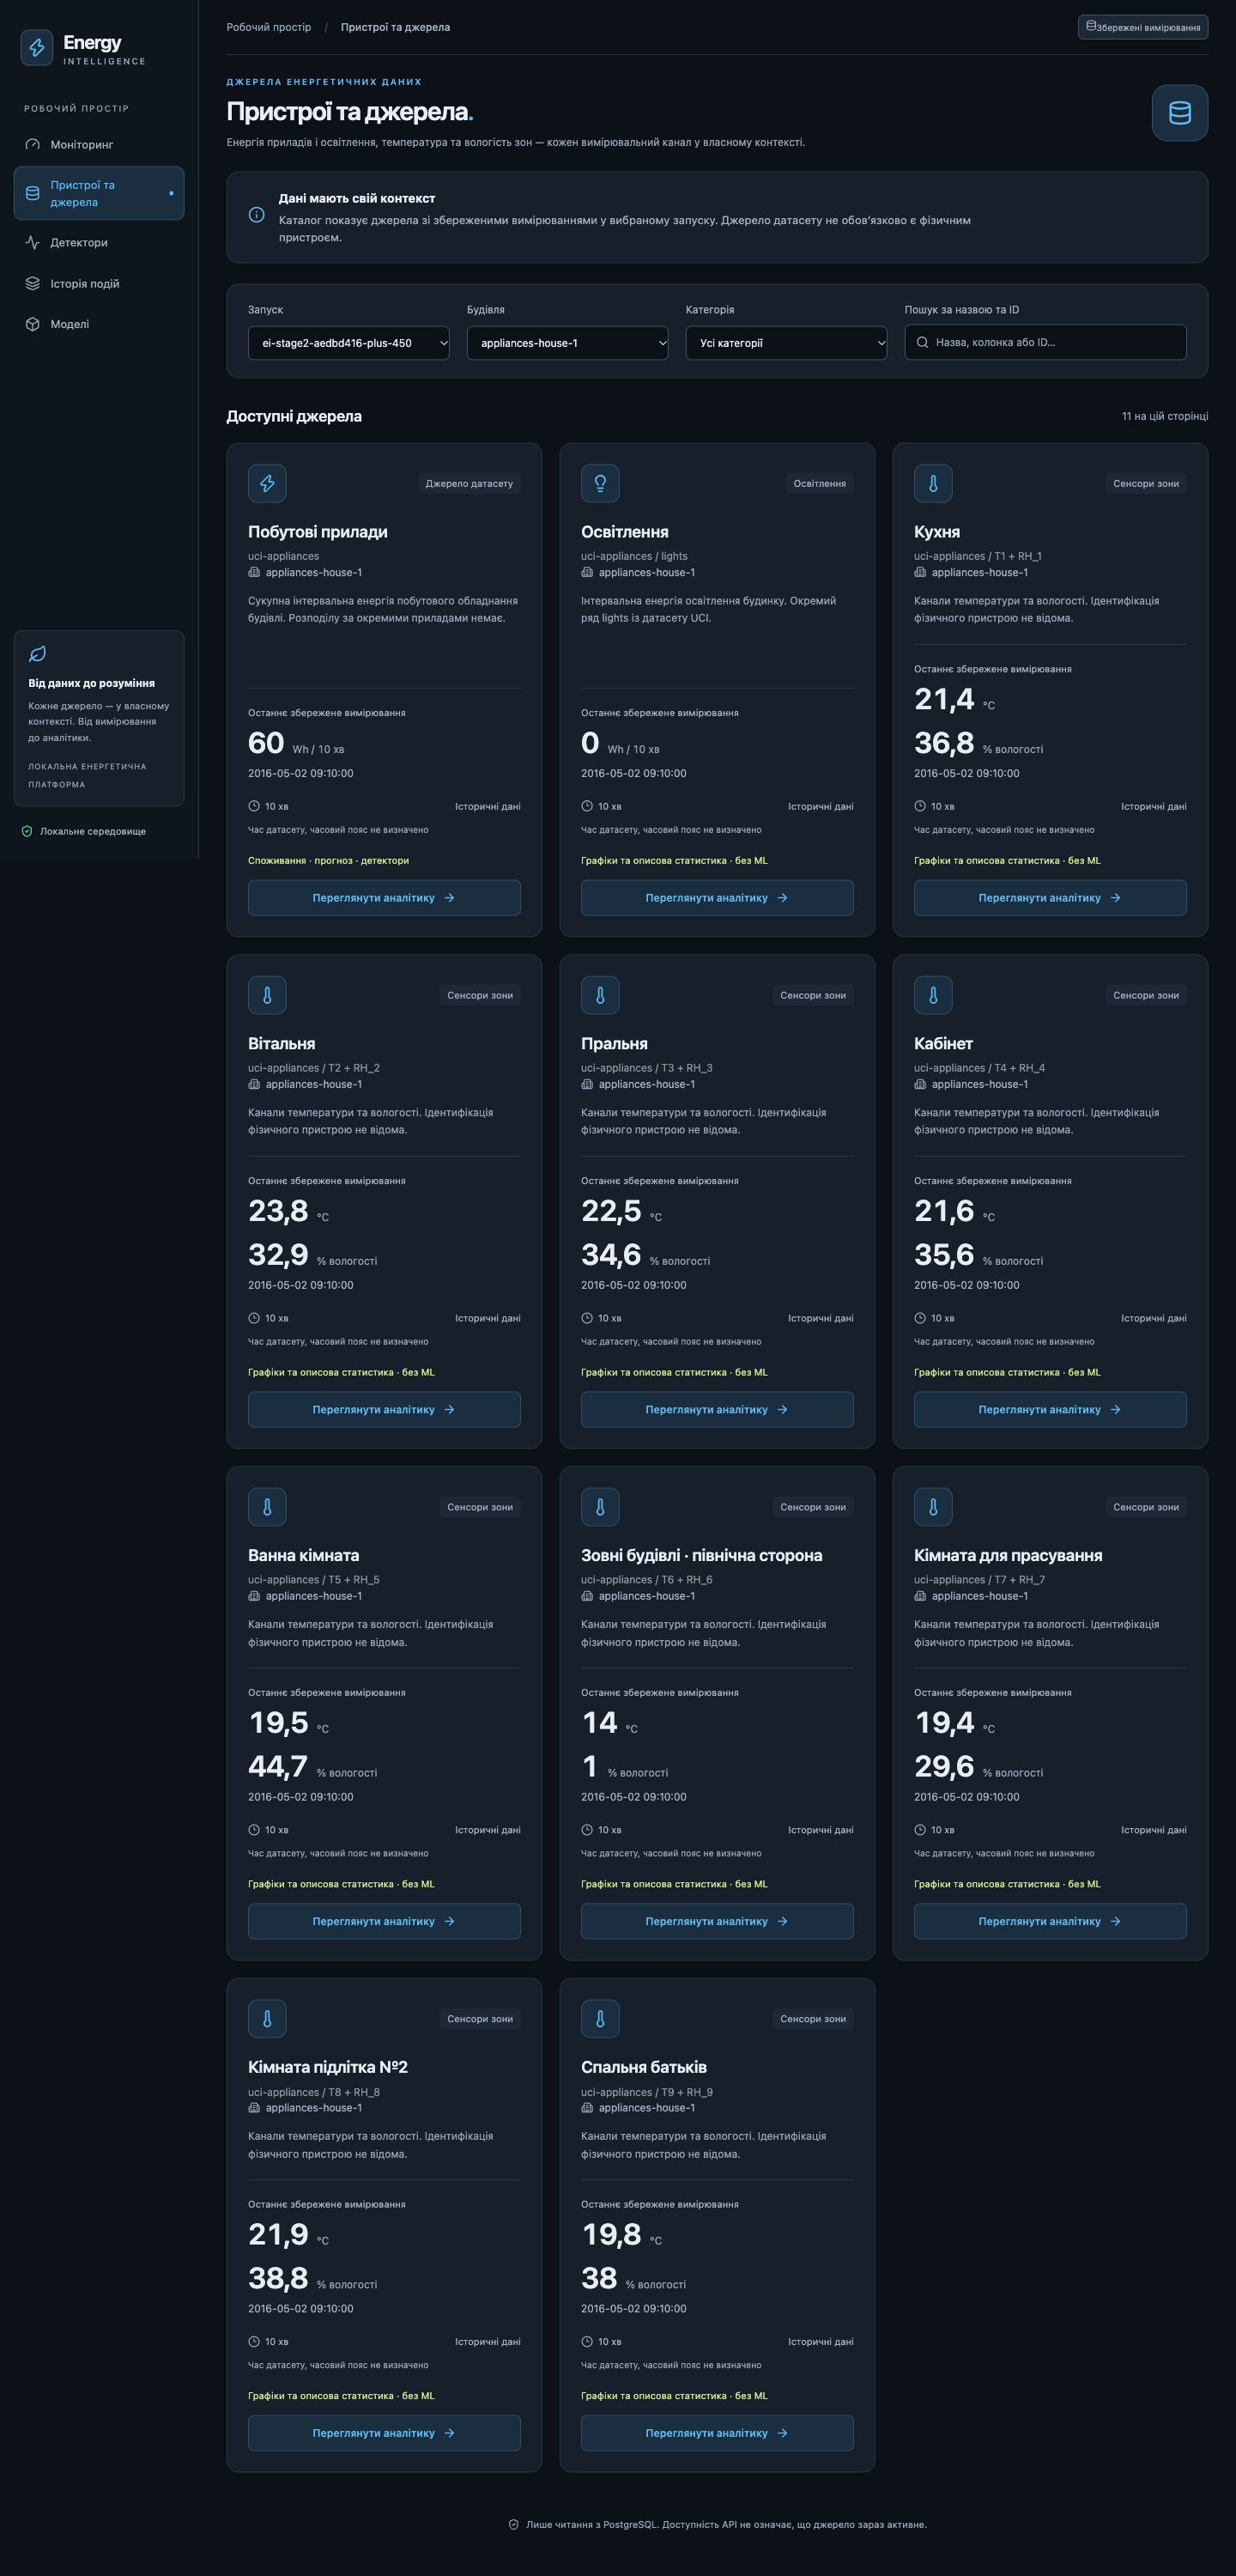 Energy
INTELLIGENCE
РОБОЧИЙ ПРОСТІР
Моніторинг
Пристрої та
джерела
Детектори
Історія подій
Моделі
Від даних до розуміння
Кожне джерело — у власному
контексті. Від вимірювання
до аналітики.
ЛОКАЛЬНА ЕНЕРГЕТИЧНА
ПЛАТФОРМА
Локальне середовище
Робочий простір / Пристрої та джерела
Збережені вимірювання
ДЖЕРЕЛА ЕНЕРГЕТИЧНИХ ДАНИХ
Пристрої та джерела.
Енергія приладів і освітлення, температура та вологість зон — кожен вимірювальний канал у власному контексті.
Дані мають свій контекст
Каталог показує джерела зі збереженими вимірюваннями у вибраному запуску. Джерело датасету не обов’язково є фізичним
пристроєм.
Запуск
ei-stage2-aedbd416-plus-450
Будівля
appliances-house-1
Категорія
Усі категорії
Пошук за назвою та ID
Назва, колонка або ID…
Доступні джерела
11 на цій сторінці
Джерело датасету
Побутові прилади
uci-appliances
appliances-house-1
Сукупна інтервальна енергія побутового обладнання
будівлі. Розподілу за окремими приладами немає.
Останнє збережене вимірювання
60 Wh / 10 хв
2016-05-02 09:10:00
10 хв
Історичні дані
Час датасету, часовий пояс не визначено
Споживання · прогноз · детектори
Переглянути аналітику
Освітлення
Освітлення
uci-appliances / lights
appliances-house-1
Інтервальна енергія освітлення будинку. Окремий
ряд lights із датасету UCI.
Останнє збережене вимірювання
0 Wh / 10 хв
2016-05-02 09:10:00
10 хв
Історичні дані
Час датасету, часовий пояс не визначено
Графіки та описова статистика · без ML
Переглянути аналітику
Сенсори зони
Кухня
uci-appliances / T1 + RH_1
appliances-house-1
Канали температури та вологості. Ідентифікація
фізичного пристрою не відома.
Останнє збережене вимірювання
21,4 °C
36,8 % вологості
2016-05-02 09:10:00
10 хв
Історичні дані
Час датасету, часовий пояс не визначено
Графіки та описова статистика · без ML
Переглянути аналітику
Сенсори зони
Вітальня
uci-appliances / T2 + RH_2
appliances-house-1
Канали температури та вологості. Ідентифікація
фізичного пристрою не відома.
Останнє збережене вимірювання
23,8 °C
32,9 % вологості
2016-05-02 09:10:00
10 хв
Історичні дані
Час датасету, часовий пояс не визначено
Графіки та описова статистика · без ML
Переглянути аналітику
Сенсори зони
Пральня
uci-appliances / T3 + RH_3
appliances-house-1
Канали температури та вологості. Ідентифікація
фізичного пристрою не відома.
Останнє збережене вимірювання
22,5 °C
34,6 % вологості
2016-05-02 09:10:00
10 хв
Історичні дані
Час датасету, часовий пояс не визначено
Графіки та описова статистика · без ML
Переглянути аналітику
Сенсори зони
Кабінет
uci-appliances / T4 + RH_4
appliances-house-1
Канали температури та вологості. Ідентифікація
фізичного пристрою не відома.
Останнє збережене вимірювання
21,6 °C
35,6 % вологості
2016-05-02 09:10:00
10 хв
Історичні дані
Час датасету, часовий пояс не визначено
Графіки та описова статистика · без ML
Переглянути аналітику
Сенсори зони
Ванна кімната
uci-appliances / T5 + RH_5
appliances-house-1
Канали температури та вологості. Ідентифікація
фізичного пристрою не відома.
Останнє збережене вимірювання
19,5 °C
44,7 % вологості
2016-05-02 09:10:00
10 хв
Історичні дані
Час датасету, часовий пояс не визначено
Графіки та описова статистика · без ML
Переглянути аналітику
Сенсори зони
Зовні будівлі · північна сторона
uci-appliances / T6 + RH_6
appliances-house-1
Канали температури та вологості. Ідентифікація
фізичного пристрою не відома.
Останнє збережене вимірювання
14 °C
1 % вологості
2016-05-02 09:10:00
10 хв
Історичні дані
Час датасету, часовий пояс не визначено
Графіки та описова статистика · без ML
Переглянути аналітику
Сенсори зони
Кімната для прасування
uci-appliances / T7 + RH_7
appliances-house-1
Канали температури та вологості. Ідентифікація
фізичного пристрою не відома.
Останнє збережене вимірювання
19,4 °C
29,6 % вологості
2016-05-02 09:10:00
10 хв
Історичні дані
Час датасету, часовий пояс не визначено
Графіки та описова статистика · без ML
Переглянути аналітику
Сенсори зони
Кімната підлітка №2
uci-appliances / T8 + RH_8
appliances-house-1
Канали температури та вологості. Ідентифікація
фізичного пристрою не відома.
Останнє збережене вимірювання
21,9 °C
38,8 % вологості
2016-05-02 09:10:00
10 хв
Історичні дані
Час датасету, часовий пояс не визначено
Графіки та описова статистика · без ML
Переглянути аналітику
Сенсори зони
Спальня батьків
uci-appliances / T9 + RH_9
appliances-house-1
Канали температури та вологості. Ідентифікація
фізичного пристрою не відома.
Останнє збережене вимірювання
19,8 °C
38 % вологості
2016-05-02 09:10:00
10 хв
Історичні дані
Час датасету, часовий пояс не визначено
Графіки та описова статистика · без ML
Переглянути аналітику
Лише читання з PostgreSQL. Доступність API не означає, що джерело зараз активне.